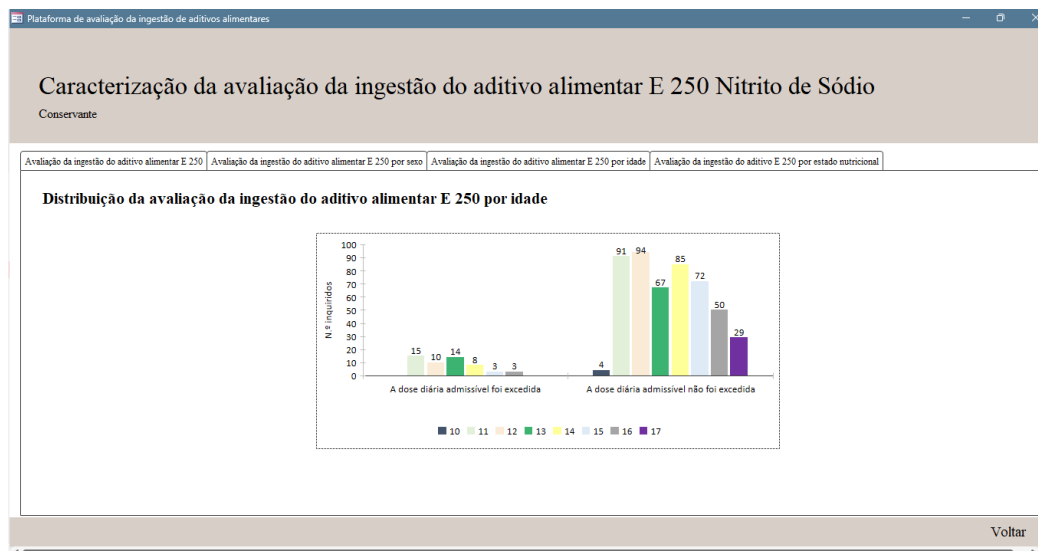 Plataforma de avaliação da ingestão de aditivos alimentares
Caracterização da avaliação da ingestão do aditivo alimentar E 250 Nitrito de Sódio
Conservante
Avaliação da ingestão do aditivo alimentar E 250
Avaliação da ingestão do aditivo alimentar E 250 por sexo
Avaliação da ingestão do aditivo alimentar E 250 por idade
Avaliação da ingestão do aditivo E 250 por estado nutricional
Distribuição da avaliação da ingestão do aditivo alimentar E 250 por idade
N.º inquiridos
100
90
80
70
60
50
40
30
20
10
0
15
10
14
8
3
3
4
91
94
67
85
72
50
29
A dose diária admissível foi excedida
A dose diária admissível não foi excedida
10 11 12 13 14 15 16 17
Voltar